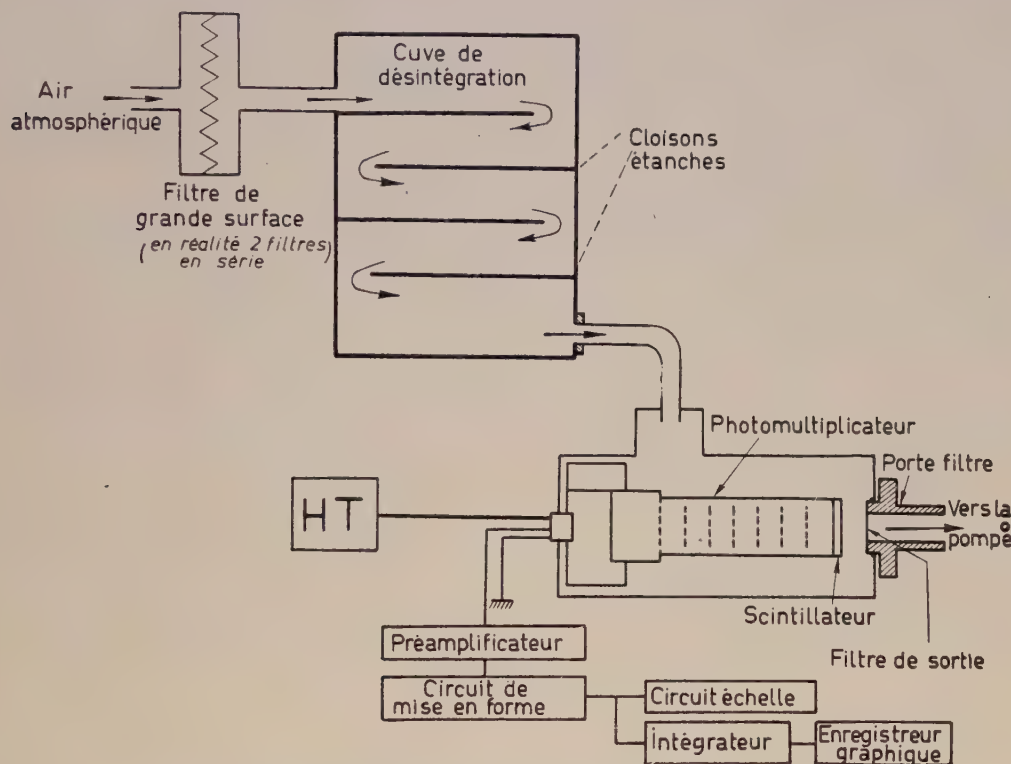 Cuve de
désintégration
Air
atmosphérique
Cloisons
étanches
Filtre de
grande surface
(en réalité 2 filtres)
en série
Photomultiplicateur
Porte filtre
HT
Vers la
pompe
Scintillateur
Préamplificateur
Filtre de sortie
Circuit de
mise en forme
Circuit échelle
Intégrateur
Enregistreur
graphique